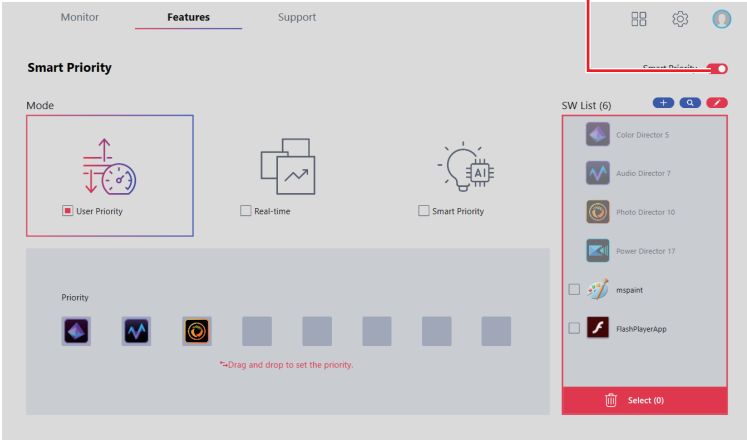 Monitor
Features
Support
Smart Priority
Smart Priority
Mode
SW List (6)
User Priority
Real-time
AI
Smart Priority
Color Director 5
Audio Director 7
Photo Director 10
Power Director 17
mspaint
FlashPlayerApp
Priority
Drag and drop to set the priority.
Select (0)